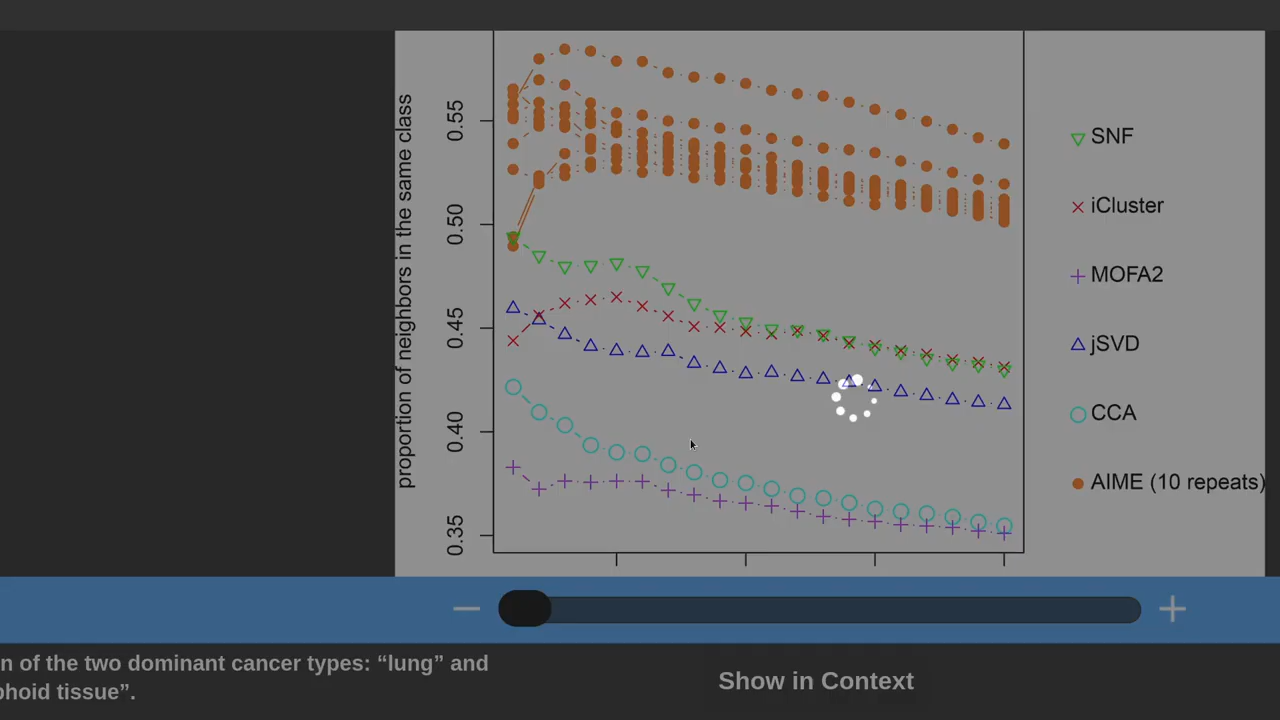 proportion of neighbors in the same class
0.55
0.50
0.45
0.40
0.35
SNF
iCluster
MOFA2
jSVD
CCA
AIME (10 repeats)
n of the two dominant cancer types: “lung” and
phoid tissue”.
Show in Context